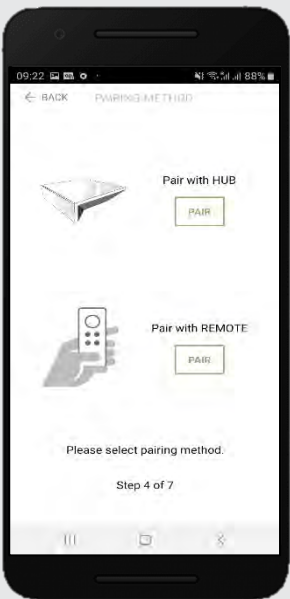 09:22 88%
← BACK PAIRING METHOD
Pair with HUB
PAIR
Pair with REMOTE
PAIR
Please select pairing method.
Step 4 of 7